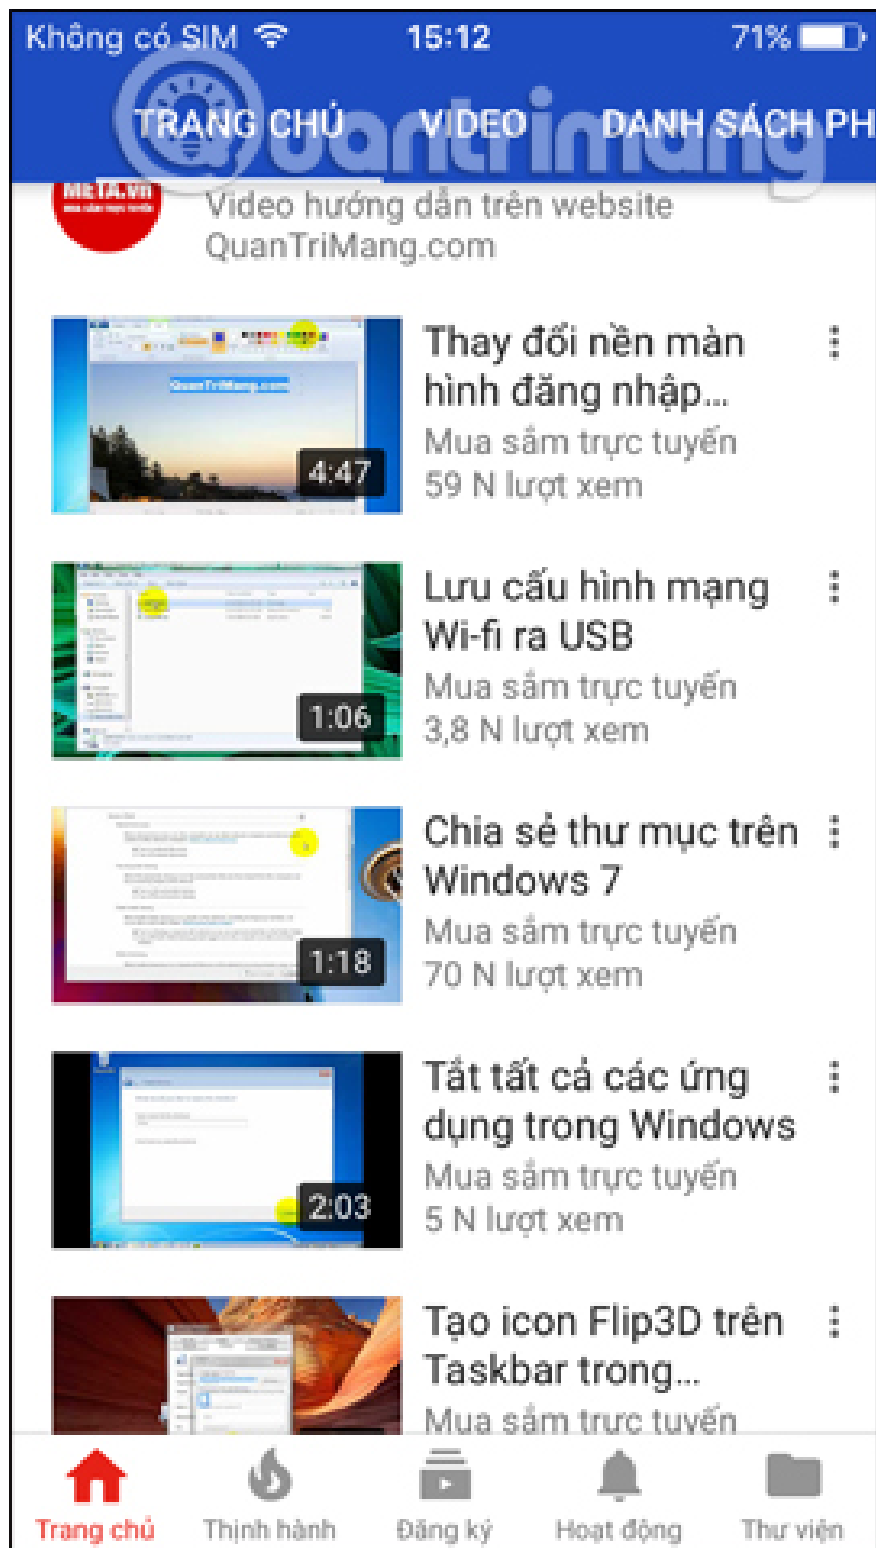 Không có SIM 15:12 71%
TRANG CHỦ VIDEO DANH SÁCH PH
Quantrimang
META.vn
Video hướng dẫn trên website
QuanTriMang.com
Thay đổi nền màn
hình đăng nhập...
Mua sắm trực tuyến
59 N lượt xem
QuanTriMang.com
4:47
Lưu cấu hình mạng
Wi-fi ra USB
Mua sắm trực tuyến
3,8 N lượt xem
1:06
Chia sẻ thư mục trên
Windows 7
Mua sắm trực tuyến
70 N lượt xem
1:18
Tắt tất cả các ứng
dụng trong Windows
Mua sắm trực tuyến
5 N lượt xem
2:03
Tạo icon Flip3D trên
Taskbar trong...
Mua sắm trực tuyến
Trang chủ Thịnh hành Đăng ký Hoạt động Thư viện